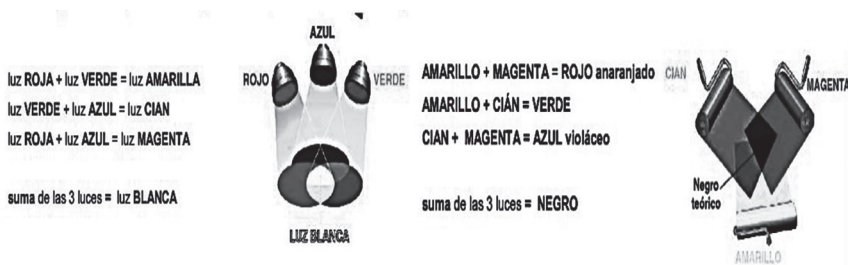 luz ROJA + luz VERDE = luz AMARILLA
luz VERDE + luz AZUL = luz CIAN
luz ROJA + luz AZUL = luz MAGENTA
suma de las 3 luces = luz BLANCA
AZUL
ROJO
VERDE
LUZ BLANCA
AMARILLO + MAGENTA = ROJO anaranjado
AMARILLO + CIÁN = VERDE
CIAN + MAGENTA = AZUL violáceo
suma de las 3 luces = NEGRO
CIAN
MAGENTA
Negro
teórico
AMARILLO